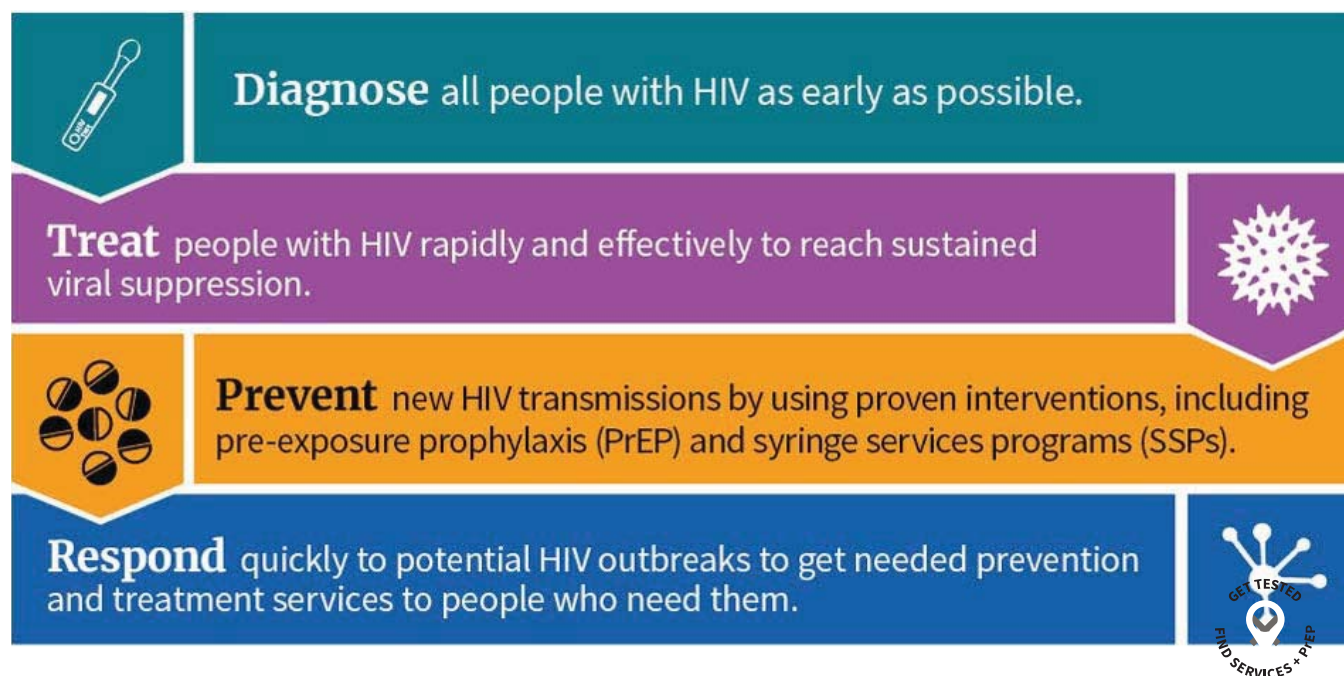 Diagnose all people with HIV as early as possible.
Treat people with HIV rapidly and effectively to reach sustained
viral suppression.
Prevent new HIV transmissions by using proven interventions, including
pre-exposure prophylaxis (PrEP) and syringe services programs (SSPs).
Respond quickly to potential HIV outbreaks to get needed prevention
and treatment services to people who need them.
GET TESTED
FIND SERVICES + PrEP